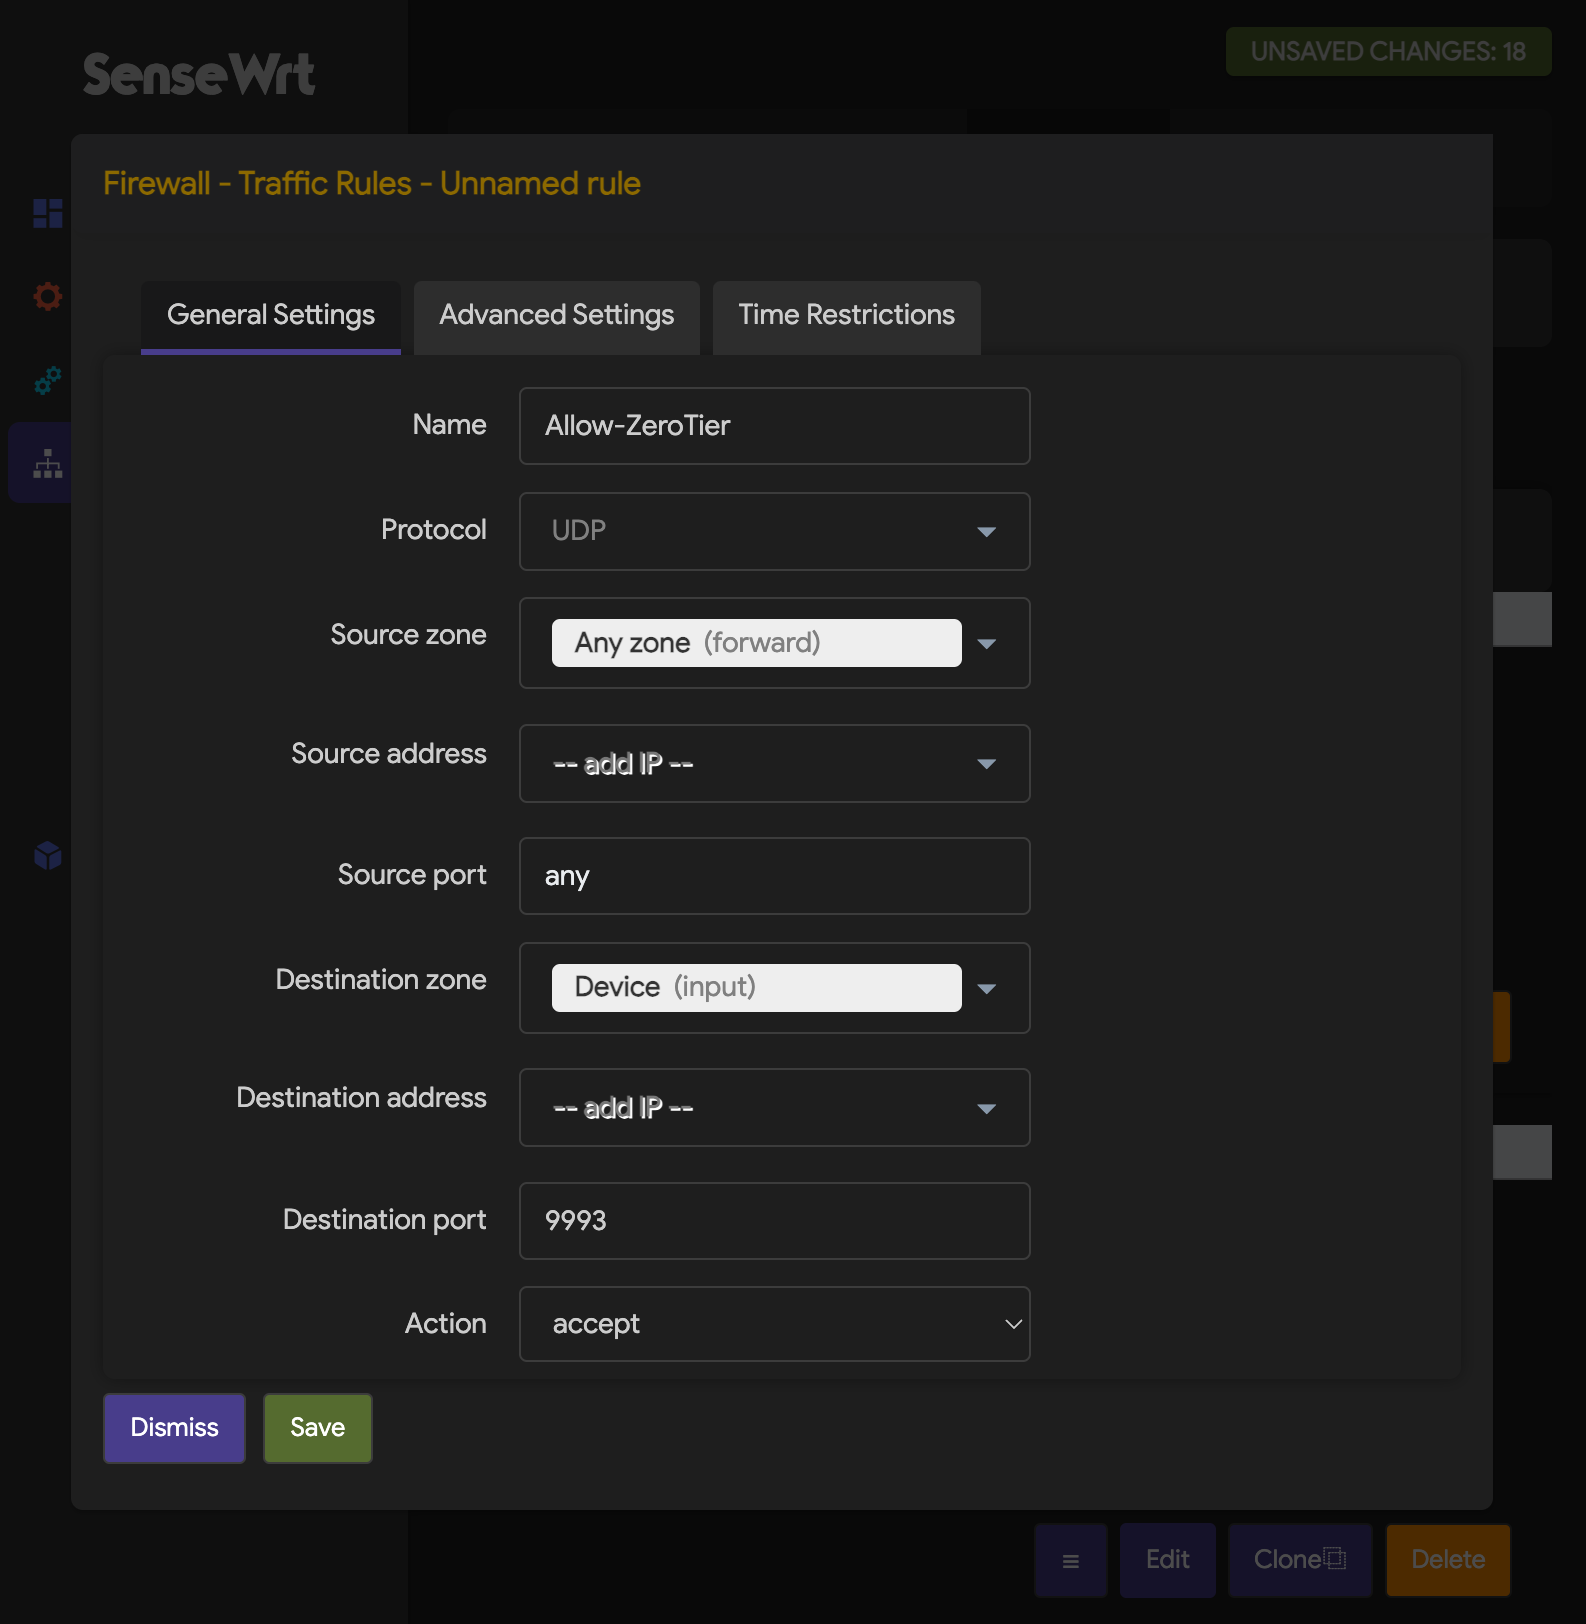 SenseWrt
UNSAVED CHANGES: 18
Firewall - Traffic Rules - Unnamed rule
General Settings
Advanced Settings
Time Restrictions
Name
Allow-ZeroTier
Protocol
UDP
Source zone
Any zone (forward)
Source address
-- add IP --
Source port
any
Destination zone
Device (input)
Destination address
-- add IP --
Destination port
9993
Action
accept
Dismiss
Save
Edit
Clone
Delete